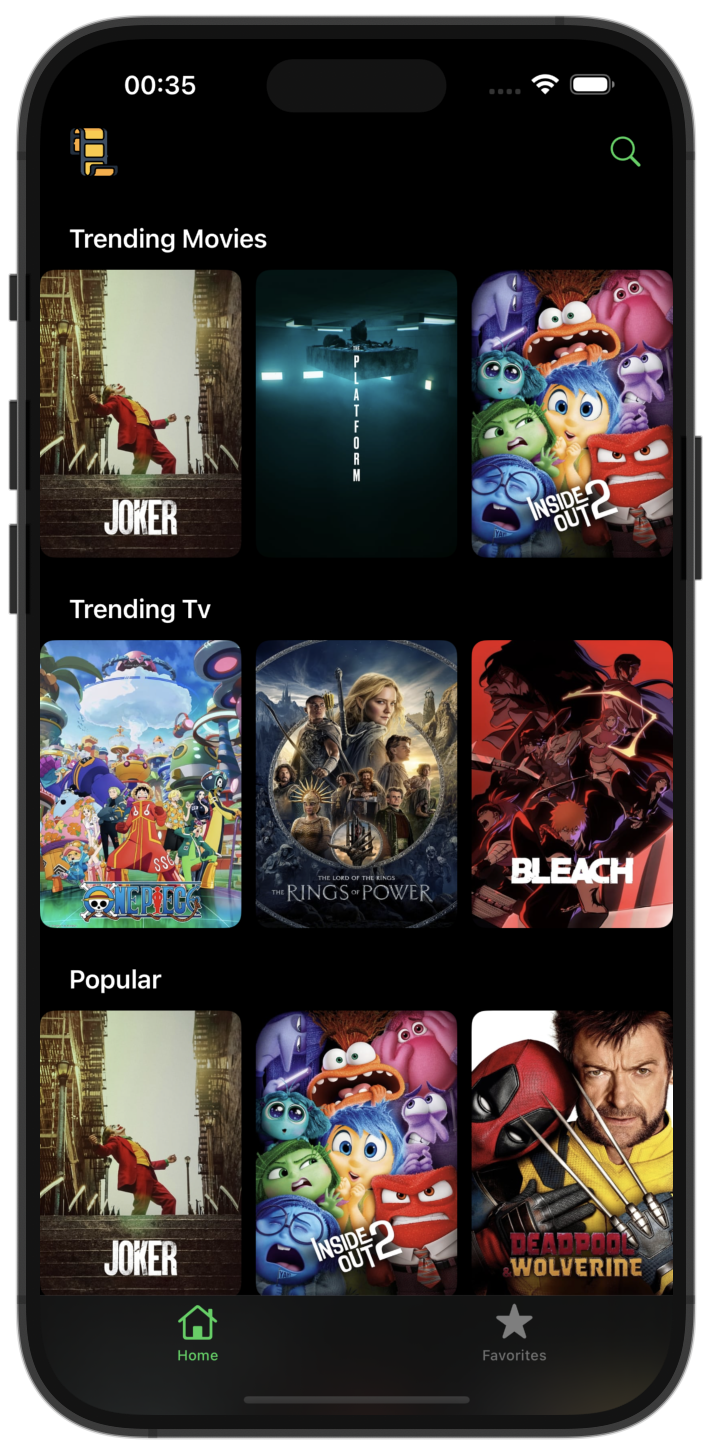 00:35
Trending Movies
JOKER
THE
PLATFORM
INSIDE
OUT 2
Trending Tv
SSG
ONE PIECE
THE LORD OF THE RINGS
THE RINGS OF POWER
BLEACH
Popular
JOKER
INSIDE
OUT 2
DEADPOOL
& WOLVERINE
Home
Favorites